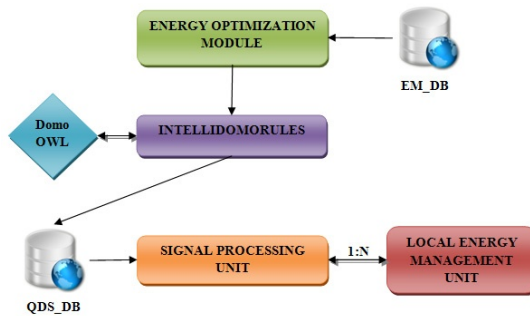 ENERGY OPTIMIZATION
MODULE
EM_DB
Domo
OWL
INTELLIDOMORULES
SIGNAL PROCESSING
UNIT
1:N
LOCAL ENERGY
MANAGEMENT
UNIT
QDS_DB